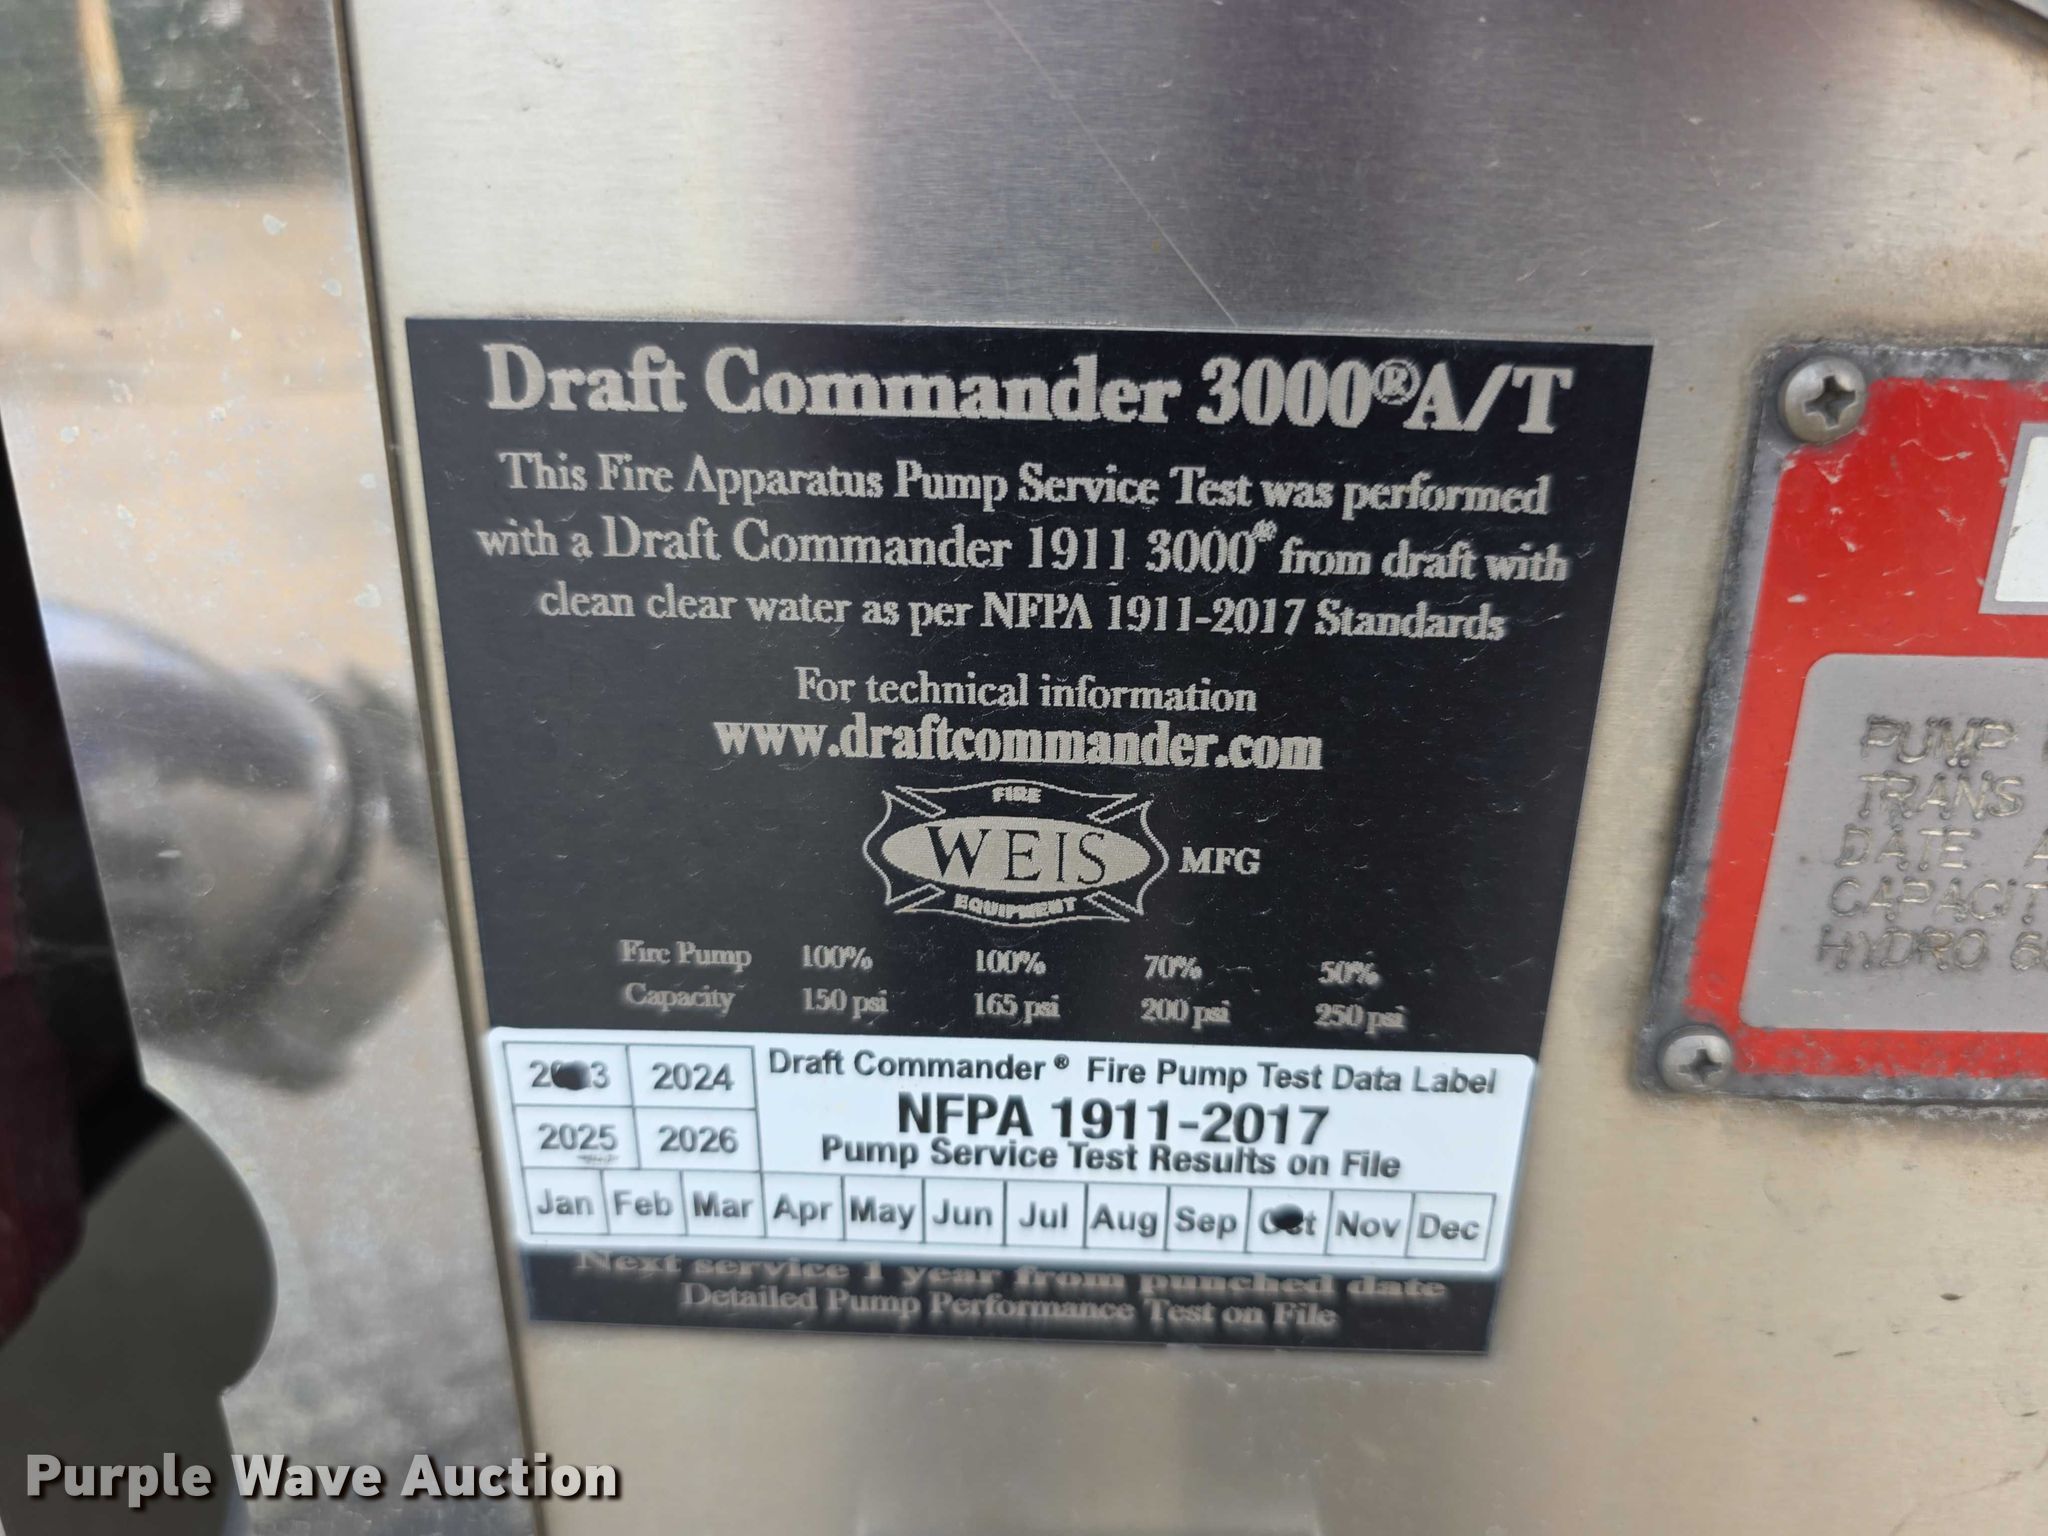 Draft Commander 3000®A/T
This Fire Apparatus Pump Service Test was performed
with a Draft Commander 1911 3000® from draft with
clean clear water as per NFPA 1911-2017 Standards
For technical information
www.draftcommander.com
FIRE
WEIS MFG
EQUIPMENT
Fire Pump 100% 100% 70% 50%
Capacity 150 psi 165 psi 200 psi 250 psi
2023 2024
2025 2026
Draft Commander® Fire Pump Test Data Label
NFPA 1911-2017
Pump Service Test Results on File
Jan Feb Mar Apr May Jun Jul Aug Sep Oct Nov Dec
Next service 1 year from punched date
Detailed Pump Performance Test on File
PUMP
TRANS
DATE
CAPACIT
HYDRO
Purple Wave Auction